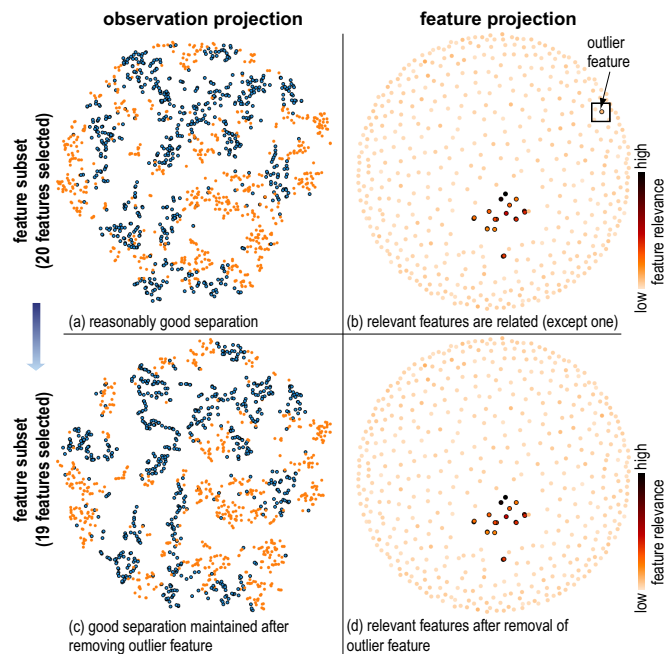 observation projection
feature projection
outlier
feature
feature subset
(20 features selected)
high
feature relevance
low
(a) reasonably good separation
(b) relevant features are related (except one)
feature subset
(19 features selected)
high
feature relevance
low
(c) good separation maintained after
removing outlier feature
(d) relevant features after removal of
outlier feature